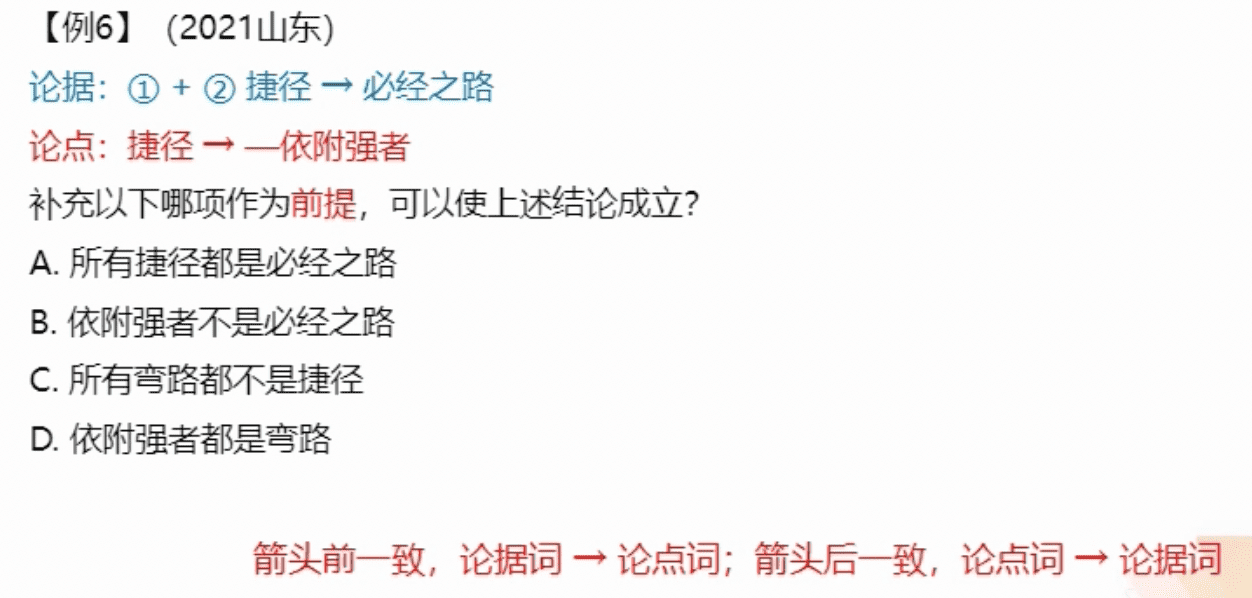 【例6】（2021山东）
论据：① + ② 捷径 → 必经之路
论点：捷径 → —依附强者
补充以下哪项作为前提，可以使上述结论成立？
A. 所有捷径都是必经之路
B. 依附强者不是必经之路
C. 所有弯路都不是捷径
D. 依附强者都是弯路
箭头前一致，论据词 → 论点词；箭头后一致，论点词 → 论据词